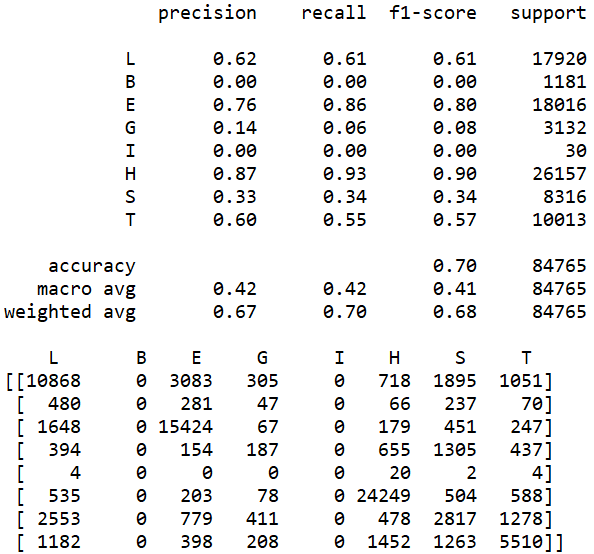 precision recall f1-score support
L 0.62 0.61 0.61 17920
B 0.00 0.00 0.00 1181
E 0.76 0.86 0.80 18016
G 0.14 0.06 0.08 3132
I 0.00 0.00 0.00 30
H 0.87 0.93 0.90 26157
S 0.33 0.34 0.34 8316
T 0.60 0.55 0.57 10013
accuracy 0.70 84765
macro avg 0.42 0.42 0.41 84765
weighted avg 0.67 0.70 0.68 84765
L B E G I H S T
[[10868 0 3083 305 0 718 1895 1051]
[ 480 0 281 47 0 66 237 70]
[ 1648 0 15424 67 0 179 451 247]
[ 394 0 154 187 0 655 1305 437]
[ 4 0 0 0 0 20 2 4]
[ 535 0 203 78 0 24249 504 588]
[ 2553 0 779 411 0 478 2817 1278]
[ 1182 0 398 208 0 1452 1263 5510]]